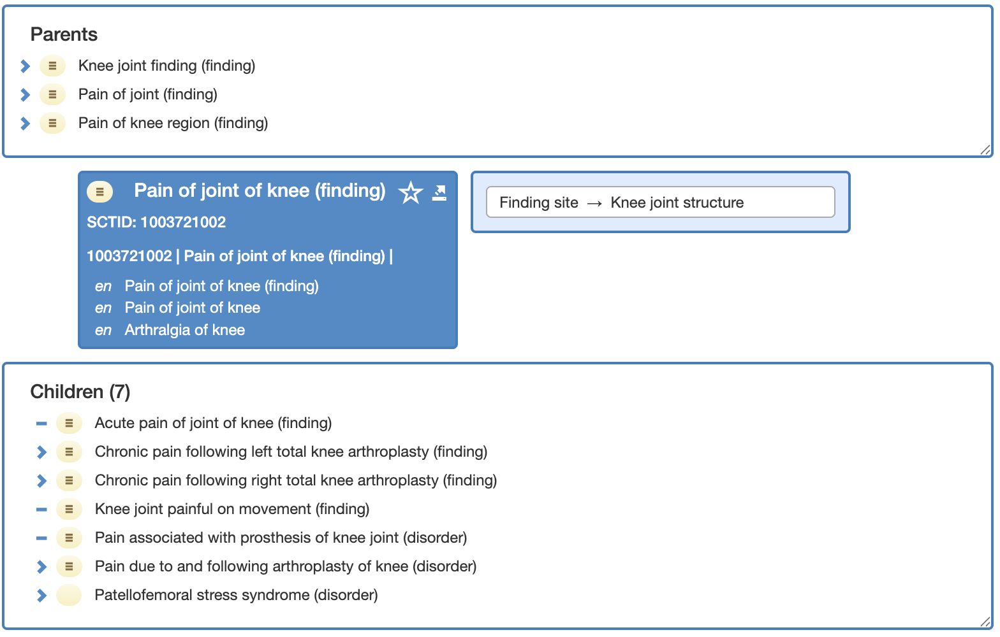 Parents
Knee joint finding (finding)
Pain of joint (finding)
Pain of knee region (finding)
Pain of joint of knee (finding)
SCTID: 1003721002
1003721002 | Pain of joint of knee (finding) |
en Pain of joint of knee (finding)
en Pain of joint of knee
en Arthralgia of knee
Finding site → Knee joint structure
Children (7)
Acute pain of joint of knee (finding)
Chronic pain following left total knee arthroplasty (finding)
Chronic pain following right total knee arthroplasty (finding)
Knee joint painful on movement (finding)
Pain associated with prosthesis of knee joint (disorder)
Pain due to and following arthroplasty of knee (disorder)
Patellofemoral stress syndrome (disorder)